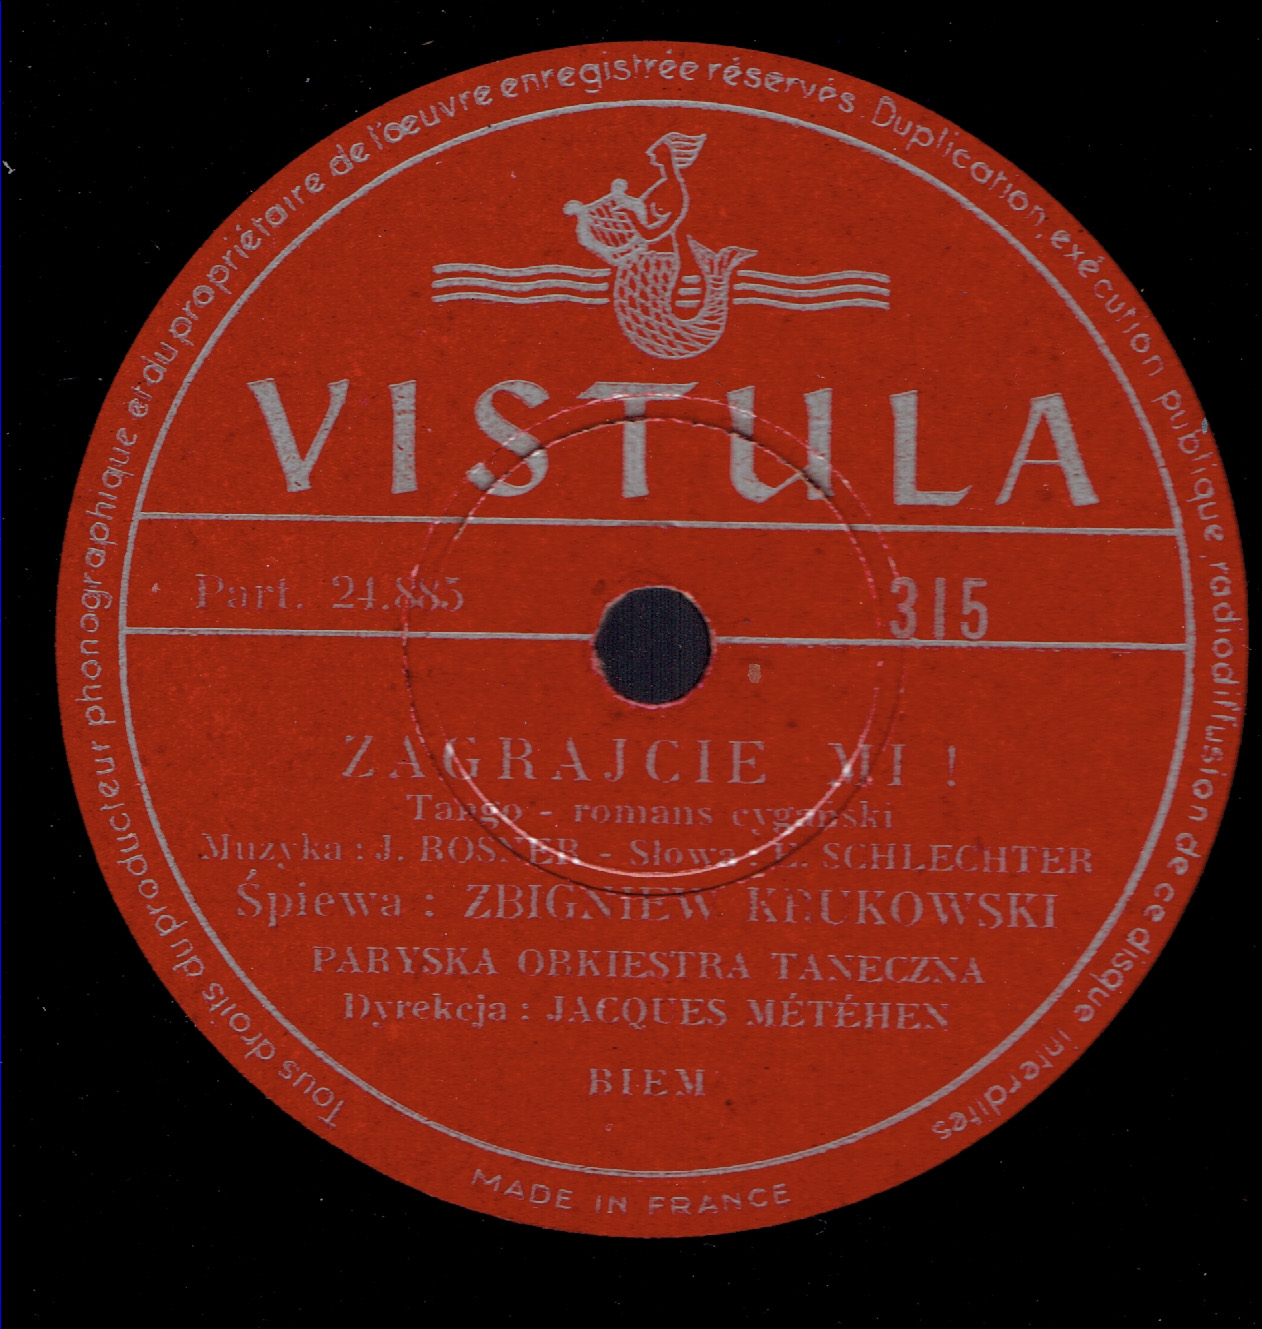 Tous droits du producteur phonographique et du propriétaire de l'œuvre enregistrée réservés. Duplication, exécution publique, radiodiffusion de ce disque interdites
VISTULA
Part. 24.885
315
ZAGRAJCIE MI !
Tango - romans cygański
Muzyka : J. ROSNER - Słowa : E. SCHLECHTER
Śpiewa : ZBIGNIEW KRUKOWSKI
PARYSKA ORKIESTRA TANECZNA
Dyrekcja : JACQUES MÉTÉHEN
BIEM
MADE IN FRANCE